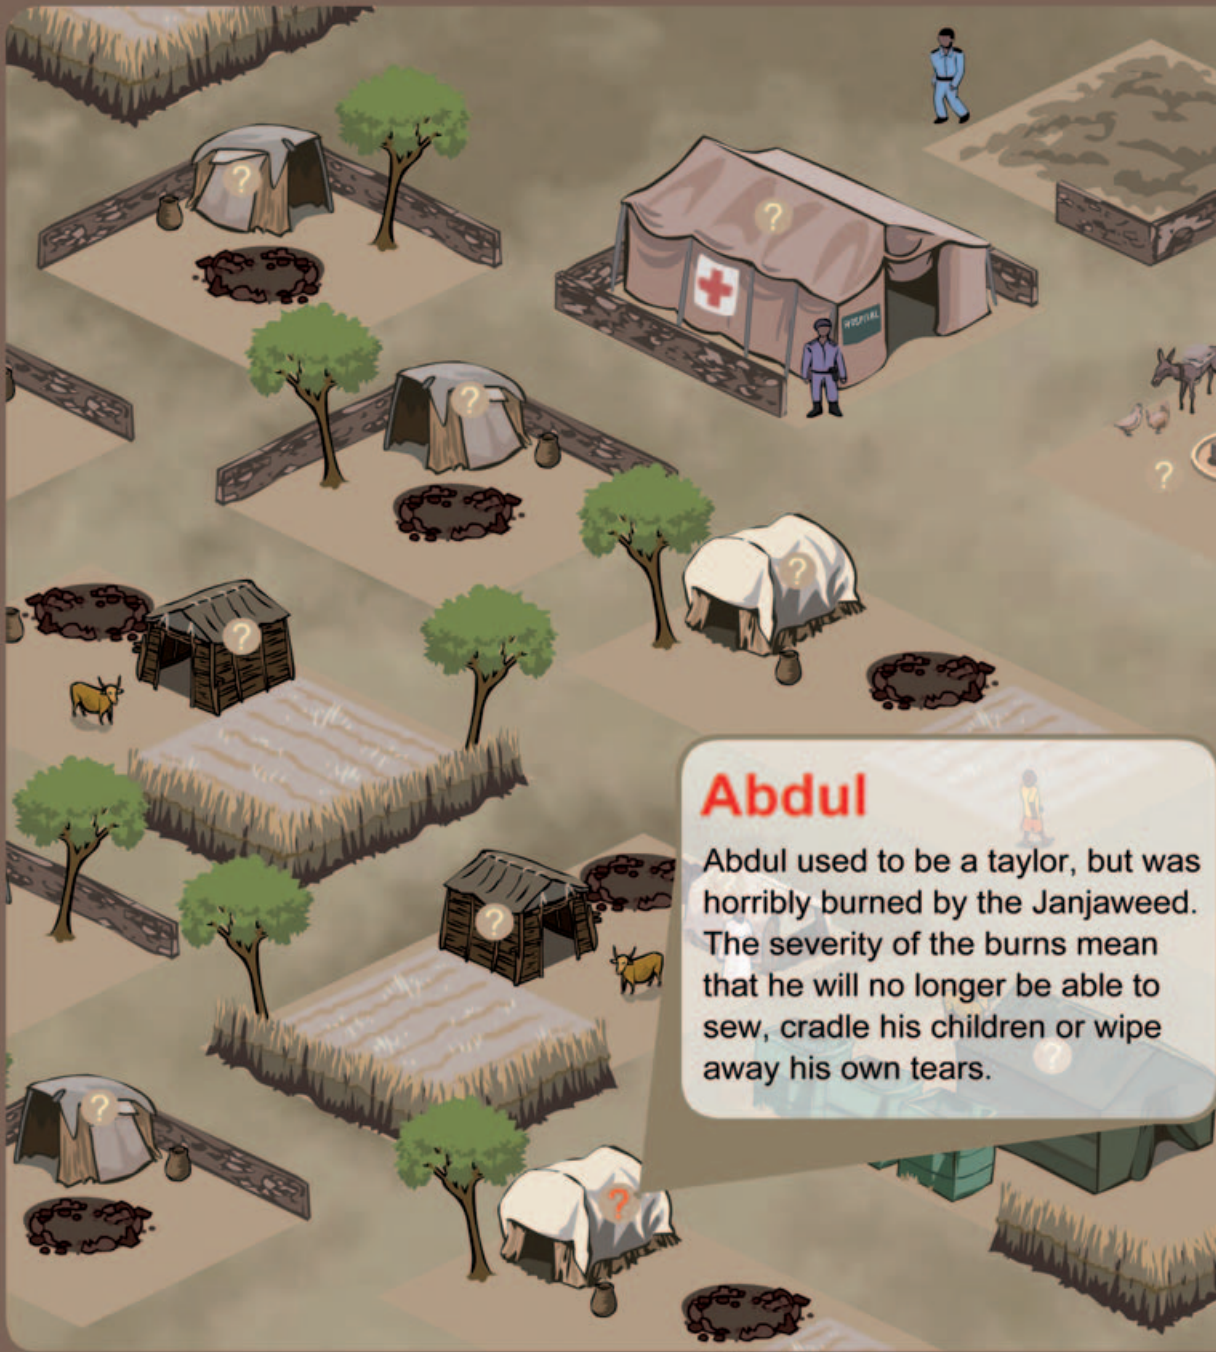 ?
?
HOSPITAL
?
?
?
?
Abdul
Abdul used to be a taylor, but was
horribly burned by the Janjaweed.
The severity of the burns mean
that he will no longer be able to
sew, cradle his children or wipe
away his own tears.
?
?
?
?